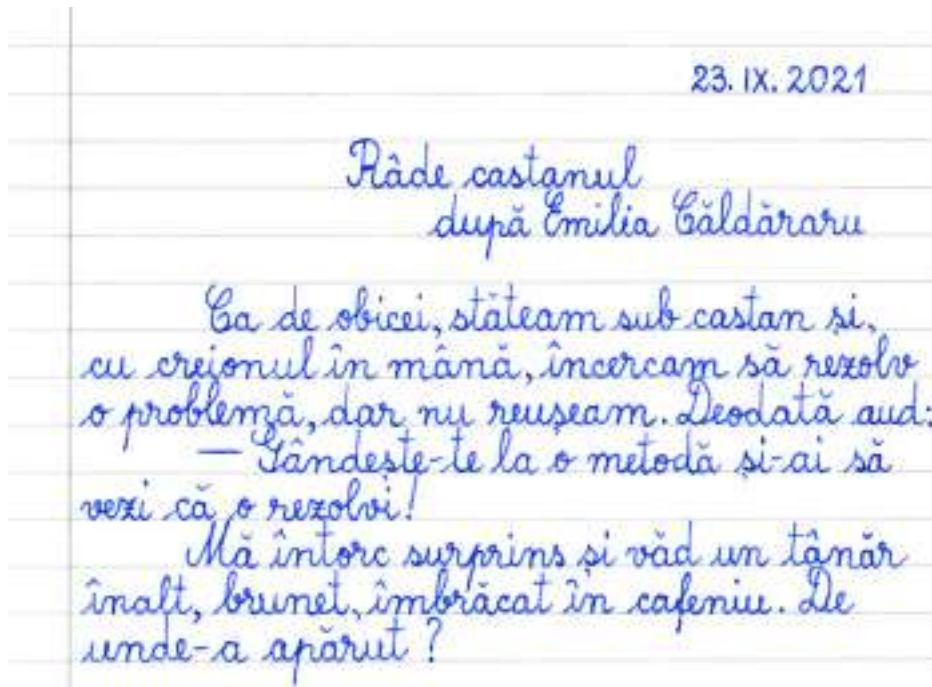 23. IX. 2021
Râde castanul
după Emilia Căldăraru
Ca de obicei, stăteam sub castan și,
cu creionul în mână, încercam să rezolv
o problemă, dar nu reușeam. Deodată aud:
— Gândește-te la o metodă și-ai să
vezi că o rezolvi!
Mă întorc surprins și văd un tânăr
înalt, brunet, îmbrăcat în cafeniu. De
unde-a apărut?